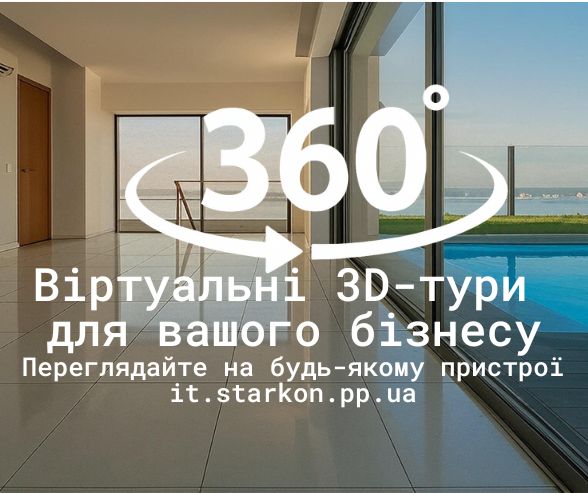 360°
Віртуальні 3D-тури
для вашого бізнесу
Переглядайте на будь-якому пристрої
it.starkon.pp.ua